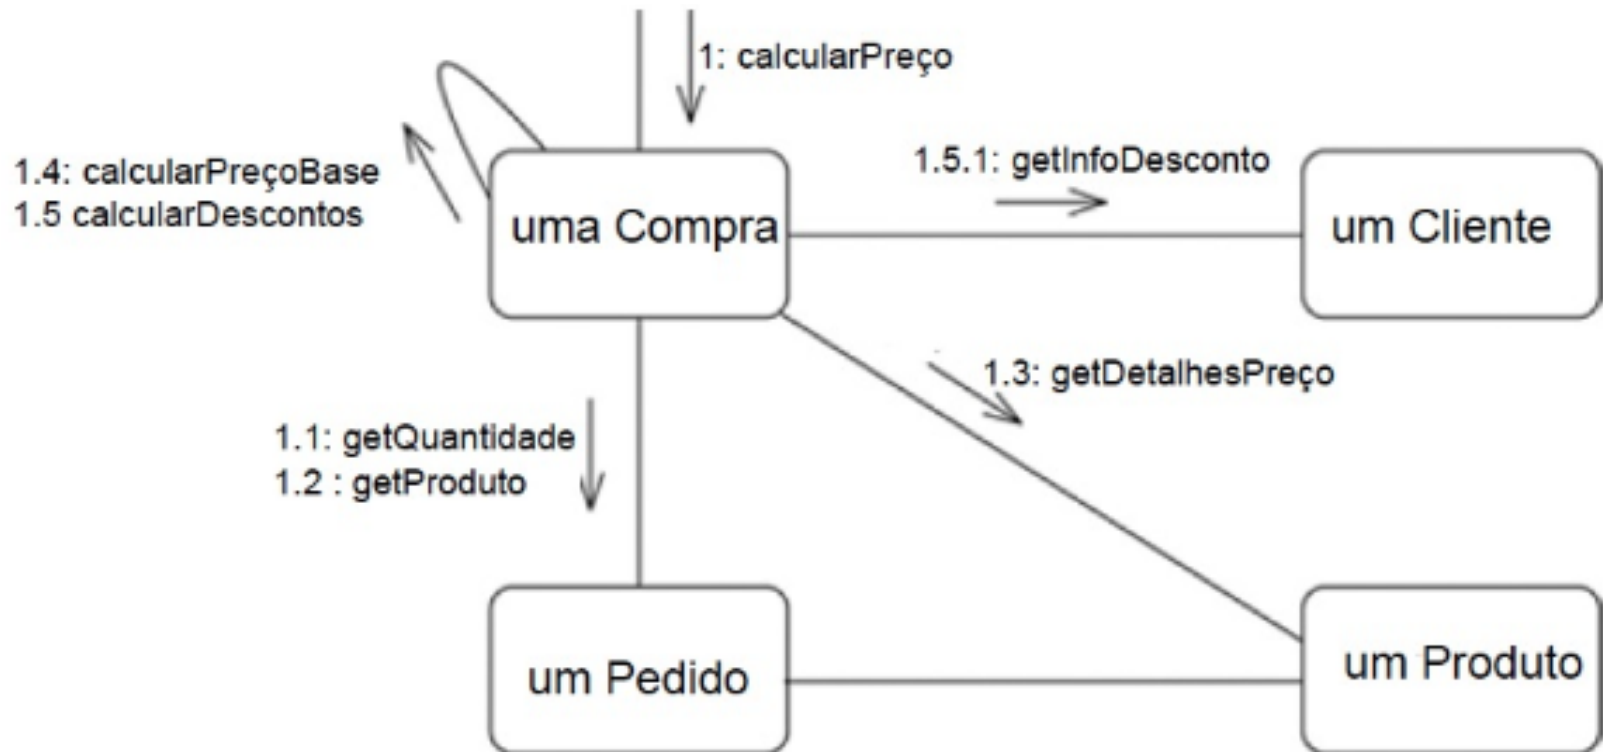 1: calcularPreço
1.4: calcularPreçoBase
1.5 calcularDescontos
1.5.1: getInfoDesconto
uma Compra
um Cliente
1.3: getDetalhesPreço
1.1: getQuantidade
1.2 : getProduto
um Pedido
um Produto